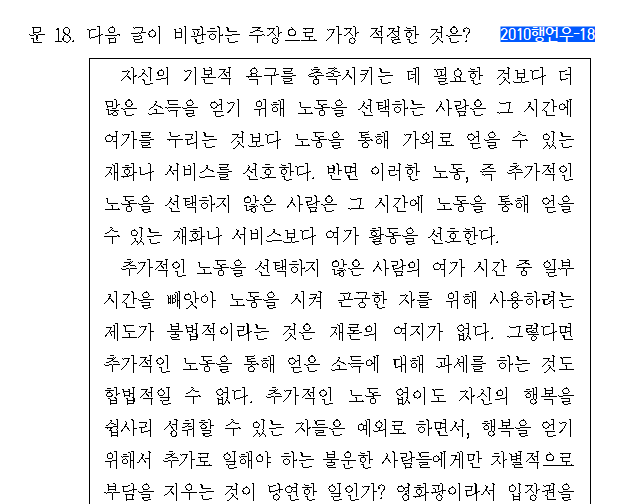 문 18. 다음 글이 비판하는 주장으로 가장 적절한 것은? 2010행언우-18
자신의 기본적 욕구를 충족시키는 데 필요한 것보다 더
많은 소득을 얻기 위해 노동을 선택하는 사람은 그 시간에
여가를 누리는 것보다 노동을 통해 가외로 얻을 수 있는
재화나 서비스를 선호한다. 반면 이러한 노동, 즉 추가적인
노동을 선택하지 않은 사람은 그 시간에 노동을 통해 얻을
수 있는 재화나 서비스보다 여가 활동을 선호한다.
추가적인 노동을 선택하지 않은 사람의 여가 시간 중 일부
시간을 빼앗아 노동을 시켜 곤궁한 자를 위해 사용하려는
제도가 불법적이라는 것은 재론의 여지가 없다. 그렇다면
추가적인 노동을 통해 얻은 소득에 대해 과세를 하는 것도
합법적일 수 없다. 추가적인 노동 없이도 자신의 행복을
쉽사리 성취할 수 있는 자들은 예외로 하면서, 행복을 얻기
위해서 추가로 일해야 하는 불운한 사람들에게만 차별적으로
부담을 지우는 것이 당연한 일인가? 영화광이라서 입장권을